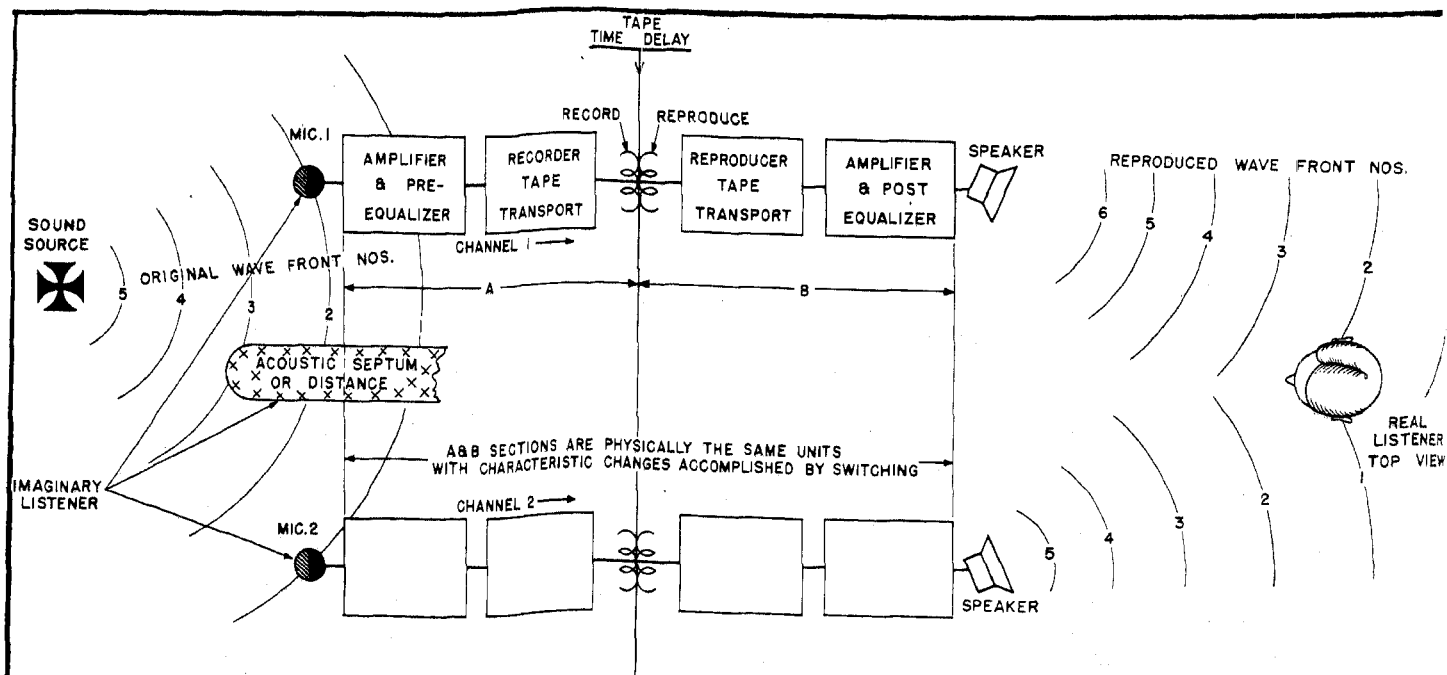 TAPE
TIME DELAY
RECORD
REPRODUCE
MIC.1
AMPLIFIER
& PRE-
EQUALIZER
RECORDER
TAPE
TRANSPORT
REPRODUCER
TAPE
TRANSPORT
AMPLIFIER
& POST
EQUALIZER
SPEAKER
REPRODUCED WAVE FRONT NOS.
CHANNEL 1
SOUND
SOURCE
ORIGINAL WAVE FRONT NOS.
5
4
3
2
A
B
6
5
4
3
2
ACOUSTIC SEPTUM
OR DISTANCE
REAL
LISTENER
TOP VIEW
A&B SECTIONS ARE PHYSICALLY THE SAME UNITS
WITH CHARACTERISTIC CHANGES ACCOMPLISHED BY SWITCHING
IMAGINARY
LISTENER
CHANNEL 2
MIC.2
SPEAKER
5
4
3
2
1